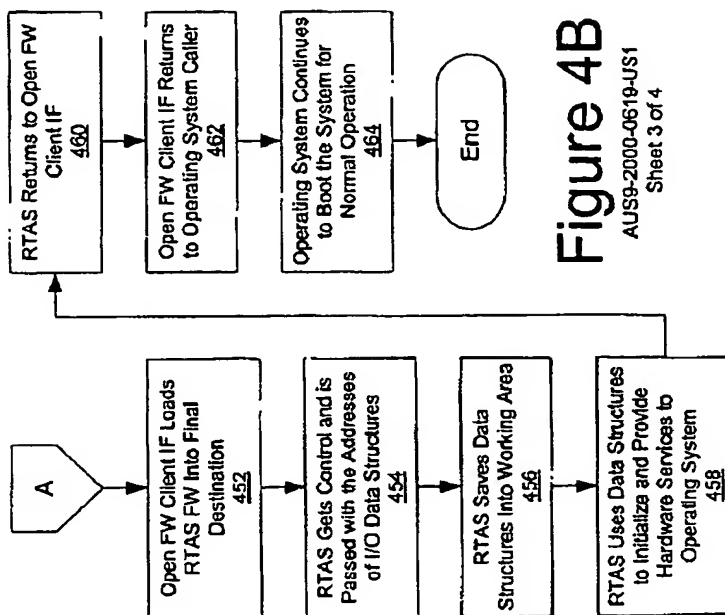 A
Open FW Client IF Loads
RTAS FW Into Final
Destination
452
RTAS Gets Control and is
Passed with the Addresses
of I/O Data Structures
454
RTAS Saves Data
Structures Into Working Area
456
RTAS Uses Data Structures
to Initialize and Provide
Hardware Services to
Operating System
458
RTAS Returns to Open FW
Client IF
460
Open FW Client IF Returns
to Operating System Caller
462
Operating System Continues
to Boot the System for
Normal Operation
464
End
Figure 4B
AUS9-2000-0619-US1
Sheet 3 of 4